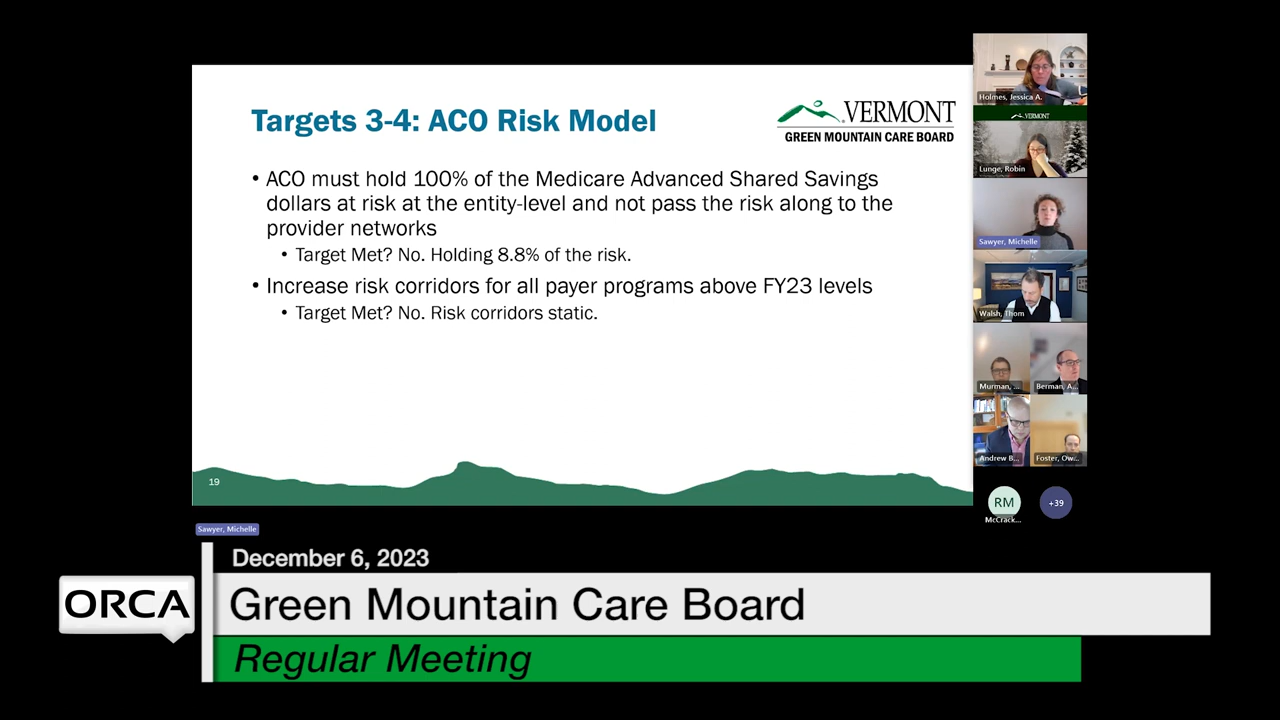 Targets 3-4: ACO Risk Model
VERMONT
GREEN MOUNTAIN CARE BOARD
• ACO must hold 100% of the Medicare Advanced Shared Savings
dollars at risk at the entity-level and not pass the risk along to the
provider networks
• Target Met? No. Holding 8.8% of the risk.
• Increase risk corridors for all payer programs above FY23 levels
• Target Met? No. Risk corridors static.
19
Holmes, Jessica A.
VERMONT
Lunge, Robin
Sawyer, Michelle
Walsh, Thom
Murman, ...
Berman, A...
Andrew B...
Foster, Ow...
RM
McCrack...
+39
Sawyer, Michelle
December 6, 2023
ORCA
Green Mountain Care Board
Regular Meeting